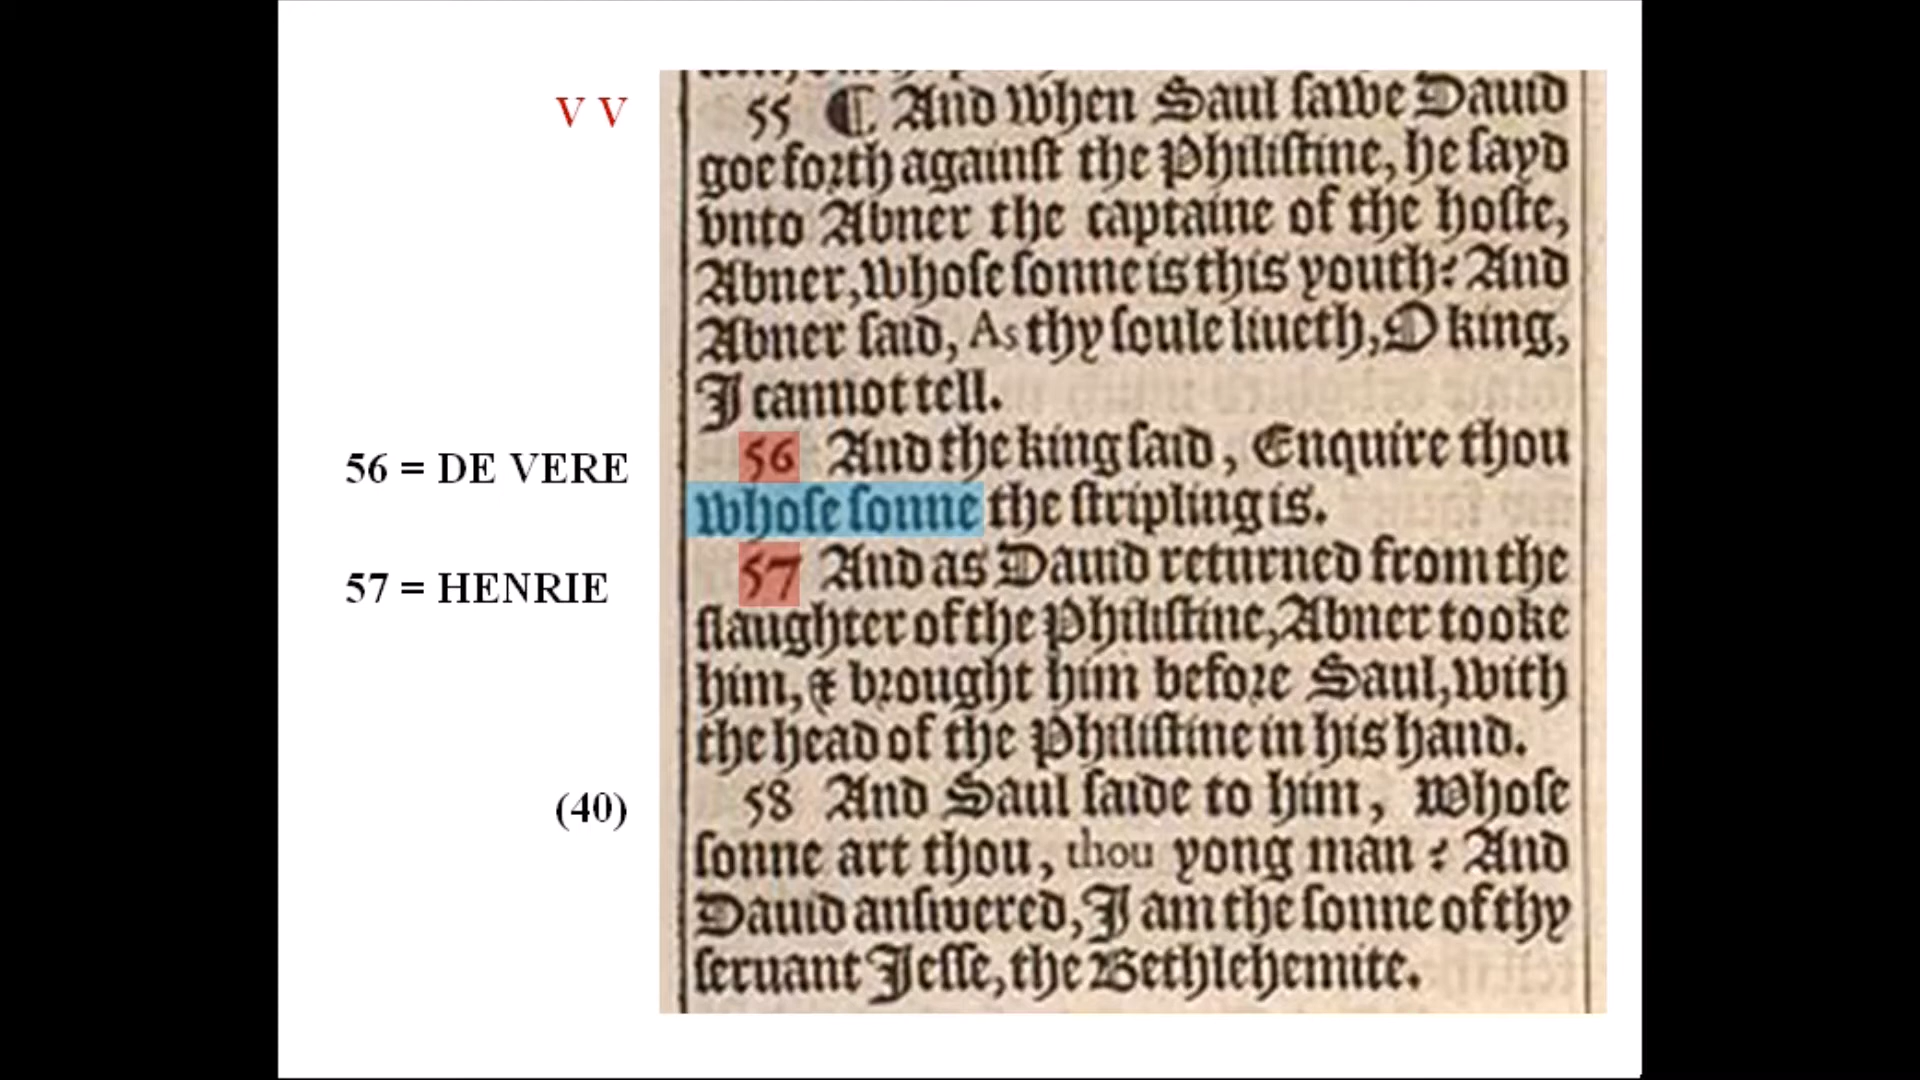 V V
55 ¶ And when Saul sawe Dauid
goe forth against the Philistine, he sayd
vnto Abner the captaine of the hoste,
Abner, whose sonne is this youth? And
Abner said, As thy soule liueth, O king,
I cannot tell.
56 = DE VERE
56 And the king said, Enquire thou
whose sonne the stripling is.
57 = HENRIE
57 And as Dauid returned from the
slaughter of the Philistine, Abner tooke
him, & brought him before Saul, with
the head of the Philistine in his hand.
(40)
58 And Saul saide to him, Whose
sonne art thou, thou yong man? And
Dauid answered, I am the sonne of thy
seruant Jesse, the Bethlehemite.